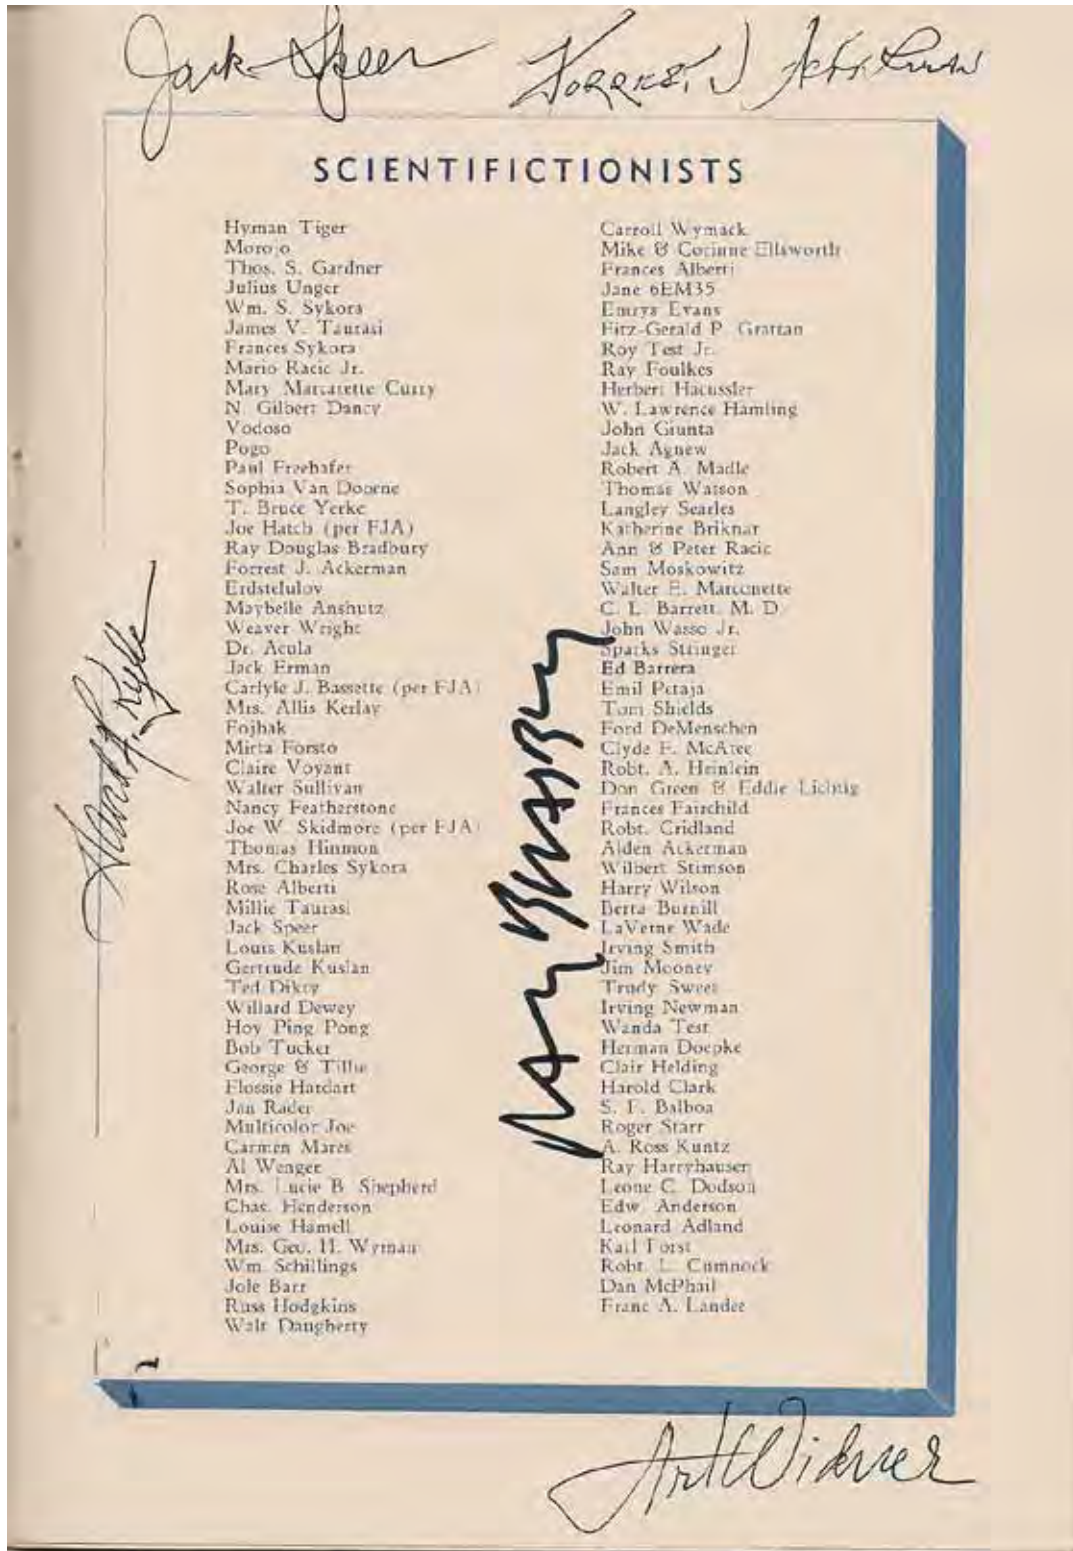 Jack Speer
Forrest J Ackerman
SCIENTIFICTIONISTS
Hyman Tiger
Morojo
Thos. S. Gardner
Julius Unger
Wm. S. Sykora
James V. Taurasi
Frances Sykora
Mario Racic Jr.
Mary Marcarette Curry
N. Gilbert Dancy
Vodoso
Pogo
Paul Freehafer
Sophia Van Doorne
T. Bruce Yerke
Joe Hatch (per FJA)
Ray Douglas Bradbury
Forrest J. Ackerman
Erdstelulov
Maybelle Anshutz
Weaver Wright
Dr. Acula
Jack Erman
Carlyle J. Bassette (per FJA)
Mrs. Allis Kerlay
Fojbak
Mirta Forsto
Claire Voyant
Walter Sullivan
Nancy Featherstone
Joe W. Skidmore (per FJA)
Thomas Hinmon
Mrs. Charles Sykora
Rose Alberti
Millie Taurasi
Jack Speer
Louis Kuslan
Gertrude Kuslan
Ted Dikty
Willard Dewey
Hoy Ping Pong
Bob Tucker
George & Tillie
Flossie Hardart
Jan Rader
Multicolor Joe
Carmen Mares
Al Wenger
Mrs. Lucie B. Shepherd
Chas. Henderson
Louise Hamell
Mrs. Geo. H. Wyman
Wm. Schillings
Jole Barr
Russ Hodgkins
Walt Daugherty
Carroll Wymack
Mike & Corinne Ellsworth
Frances Alberti
Jane 6EM35
Emrys Evans
Fitz-Gerald P. Grattan
Roy Test Jr.
Ray Foulkes
Herbert Haeussler
W. Lawrence Hamling
John Giunta
Jack Agnew
Robert A. Madle
Thomas Watson
Langley Searles
Katherine Briknar
Ann & Peter Racic
Sam Moskowitz
Walter E. Marconette
C. L. Barrett, M. D.
John Wasso Jr.
Sparks Stringer
Ed Barrera
Emil Petaja
Tom Shields
Ford DeMenschen
Clyde F. McAtee
Robt. A. Heinlein
Don Green & Eddie Lichtig
Frances Fairchild
Robt. Cridland
Alden Ackerman
Wilbert Stimson
Harry Wilson
Berta Burnill
LaVerne Wade
Irving Smith
Jim Mooney
Trudy Sweet
Irving Newman
Wanda Test
Herman Doepke
Clair Helding
Harold Clark
S. F. Balboa
Roger Starr
A. Ross Kuntz
Ray Harryhausen
Leone C. Dodson
Edw. Anderson
Leonard Adland
Karl Forst
Robt. L. Cumnock
Dan McPhail
Franc A. Landee
David A. Kyle
Ray Bradbury
Art Widner